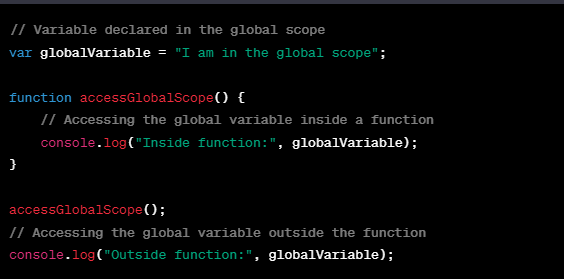 // Variable declared in the global scope
var globalVariable = "I am in the global scope";
function accessGlobalScope() {
// Accessing the global variable inside a function
console.log("Inside function:", globalVariable);
}
accessGlobalScope();
// Accessing the global variable outside the function
console.log("Outside function:", globalVariable);